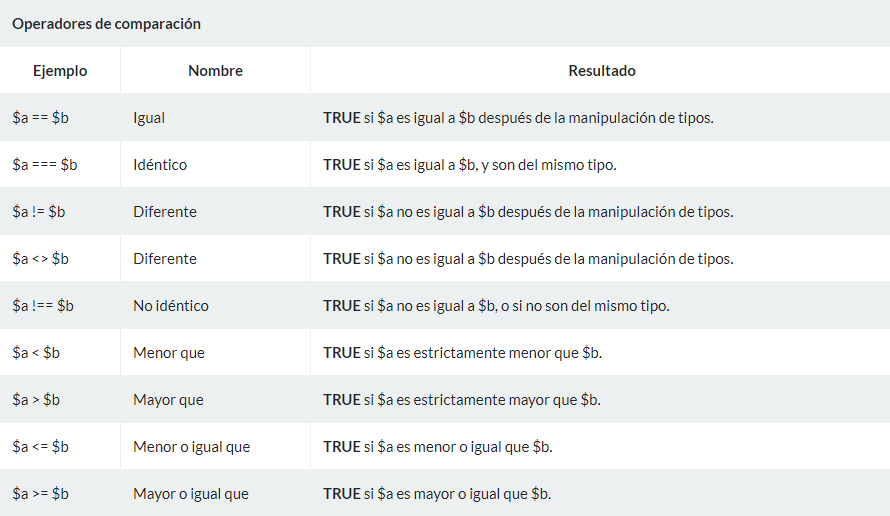 Operadores de comparación
Ejemplo Nombre Resultado
$a == $b Igual TRUE si $a es igual a $b después de la manipulación de tipos.
$a === $b Idéntico TRUE si $a es igual a $b, y son del mismo tipo.
$a != $b Diferente TRUE si $a no es igual a $b después de la manipulación de tipos.
$a <> $b Diferente TRUE si $a no es igual a $b después de la manipulación de tipos.
$a !== $b No idéntico TRUE si $a no es igual a $b, o si no son del mismo tipo.
$a < $b Menor que TRUE si $a es estrictamente menor que $b.
$a > $b Mayor que TRUE si $a es estrictamente mayor que $b.
$a <= $b Menor o igual que TRUE si $a es menor o igual que $b.
$a >= $b Mayor o igual que TRUE si $a es mayor o igual que $b.